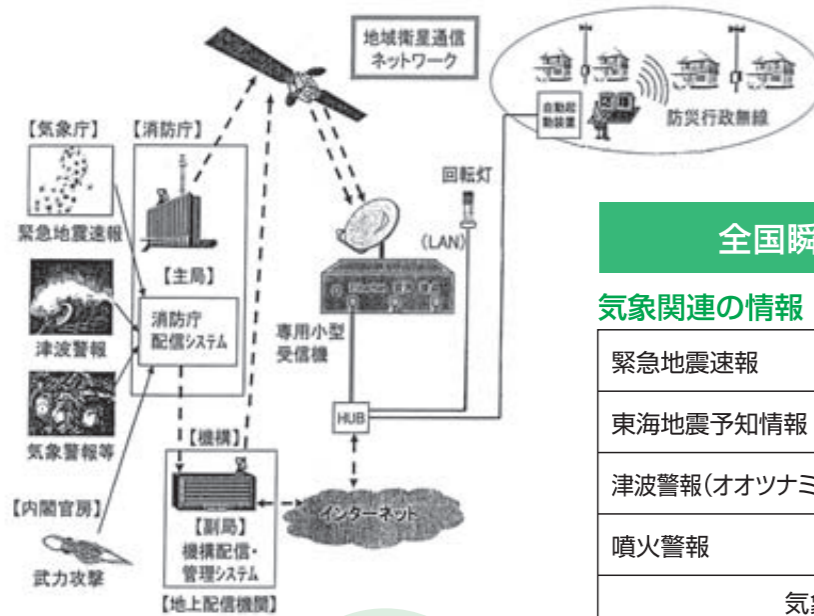 地域衛星通信
ネットワーク
自動起
動装置
防災行政無線
【気象庁】
【消防庁】
緊急地震速報
【主局】
消防庁
配信システム
津波警報
気象警報等
【内閣官房】
武力攻撃
【機構】
【副局】
機構配信・
管理システム
【地上配信機関】
回転灯
(LAN)
専用小型
受信機
HUB
インターネット
全国瞬
気象関連の情報
緊急地震速報
東海地震予知情報
津波警報(オオツナミ
噴火警報